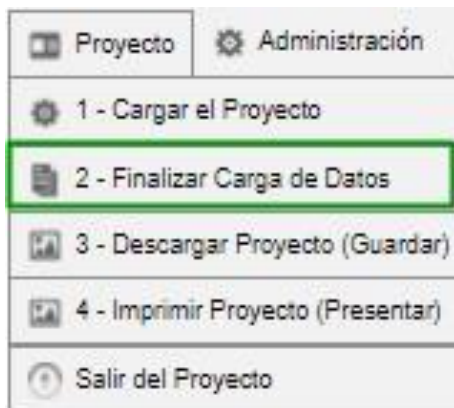 Proyecto Administración
1 - Cargar el Proyecto
2 - Finalizar Carga de Datos
3 - Descargar Proyecto (Guardar)
4 - Imprimir Proyecto (Presentar)
Salir del Proyecto